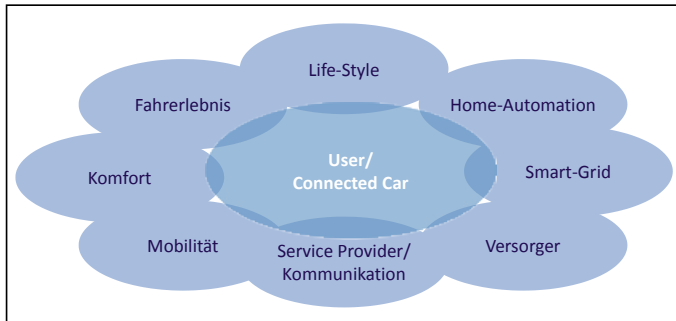 Life-Style
Fahrerlebnis
Home-Automation
User/
Connected Car
Komfort
Smart-Grid
Mobilität
Service Provider/
Kommunikation
Versorger